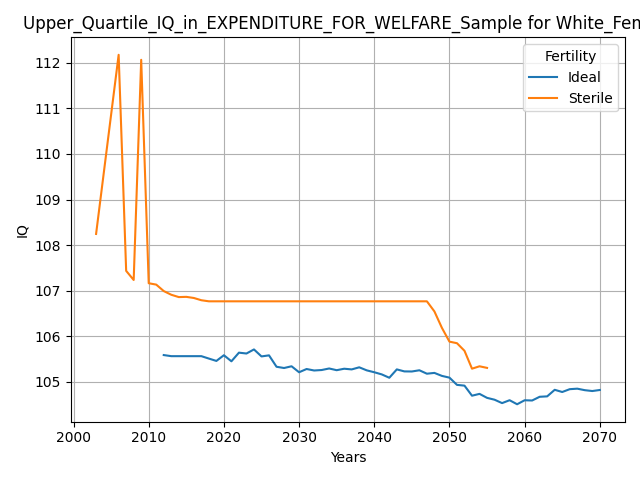 Upper_Quartile_IQ_in_EXPENDITURE_FOR_WELFARE_Sample for White_Fem
Fertility
Ideal
Sterile
112
111
110
109
108
107
106
105
IQ
2000 2010 2020 2030 2040 2050 2060 2070
Years